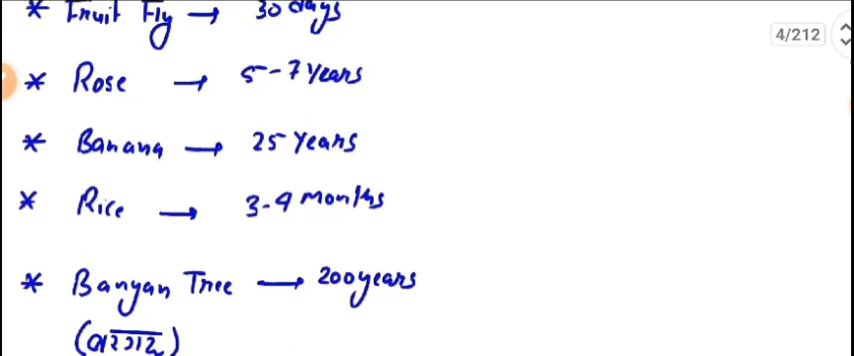 * Fruit Fly → 30 days
4/212
* Rose → 5-7 Years
* Banana → 25 Years
* Rice → 3-4 Months
* Banyan Tree → 200 years
(बरगद)